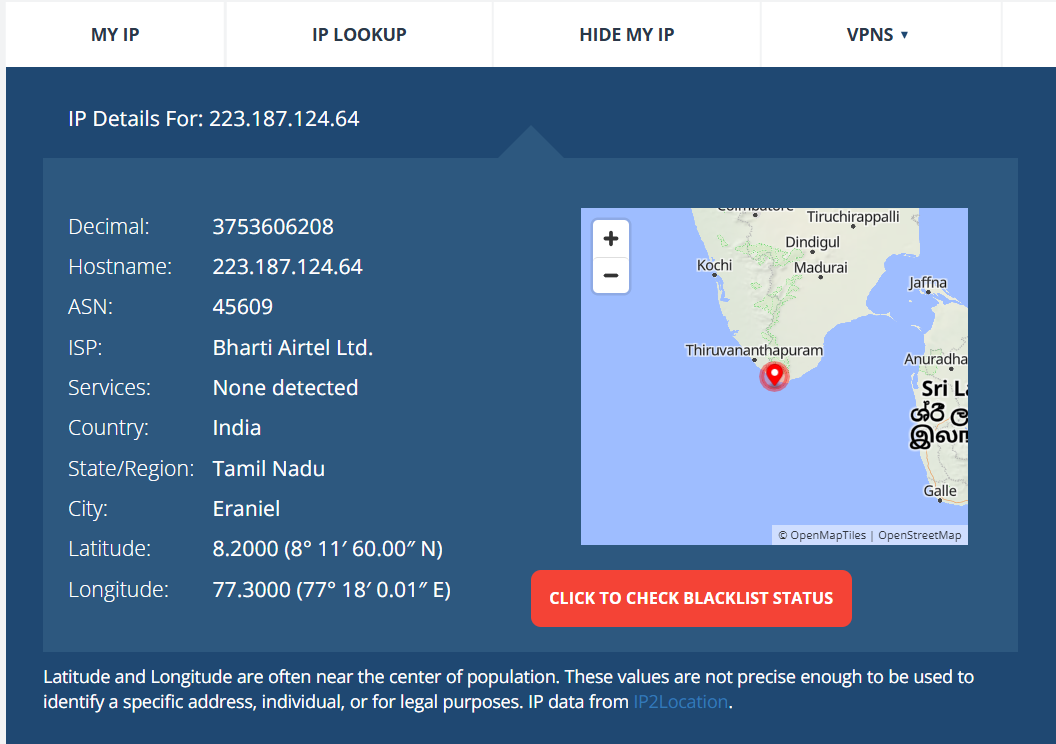 MY IP
IP LOOKUP
HIDE MY IP
VPNS ▼
IP Details For: 223.187.124.64
Decimal: 3753606208
Hostname: 223.187.124.64
ASN: 45609
ISP: Bharti Airtel Ltd.
Services: None detected
Country: India
State/Region: Tamil Nadu
City: Eraniel
Latitude: 8.2000 (8° 11′ 60.00″ N)
Longitude: 77.3000 (77° 18′ 0.01″ E)
+
−
Coimbatore
Tiruchirappalli
Dindigul
Kochi
Madurai
Jaffna
Thiruvananthapuram
Anuradha
Sri La
ශ්‍රී ල
இலங
Galle
© OpenMapTiles | OpenStreetMap
CLICK TO CHECK BLACKLIST STATUS
Latitude and Longitude are often near the center of population. These values are not precise enough to be used to
identify a specific address, individual, or for legal purposes. IP data from IP2Location.